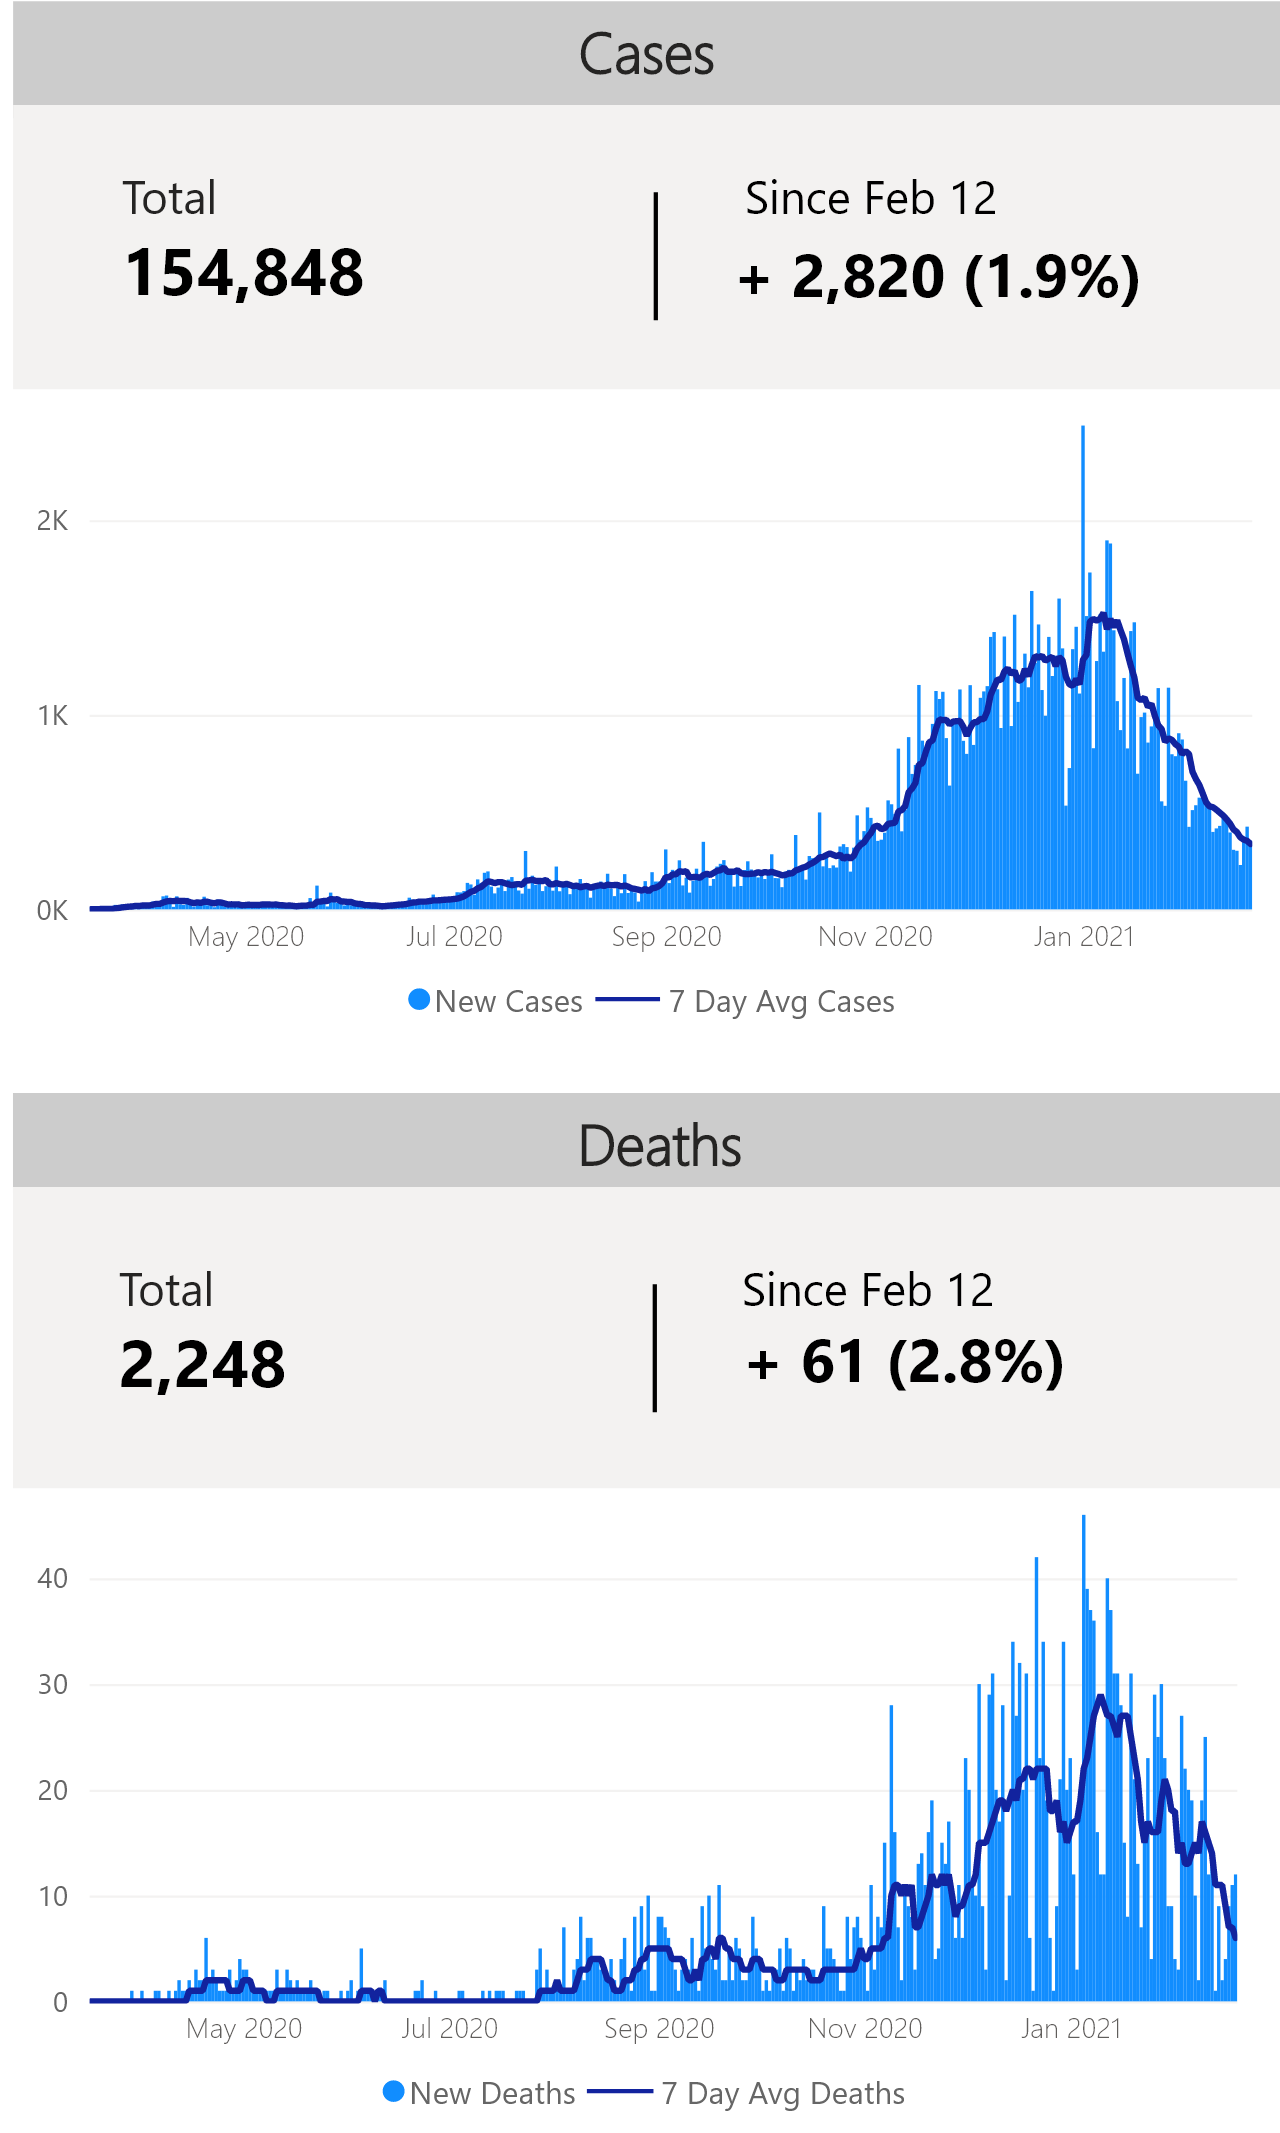 Cases
Total
Since Feb 12
154,848
+ 2,820 (1.9%)
2K
1K
0K
May 2020
Jul 2020
Sep 2020
Nov 2020
Jan 2021
New Cases
7 Day Avg Cases
Deaths
Total
Since Feb 12
2,248
+ 61 (2.8%)
40
30
20
10
0
May 2020
Jul 2020
Sep 2020
Nov 2020
Jan 2021
New Deaths
7 Day Avg Deaths